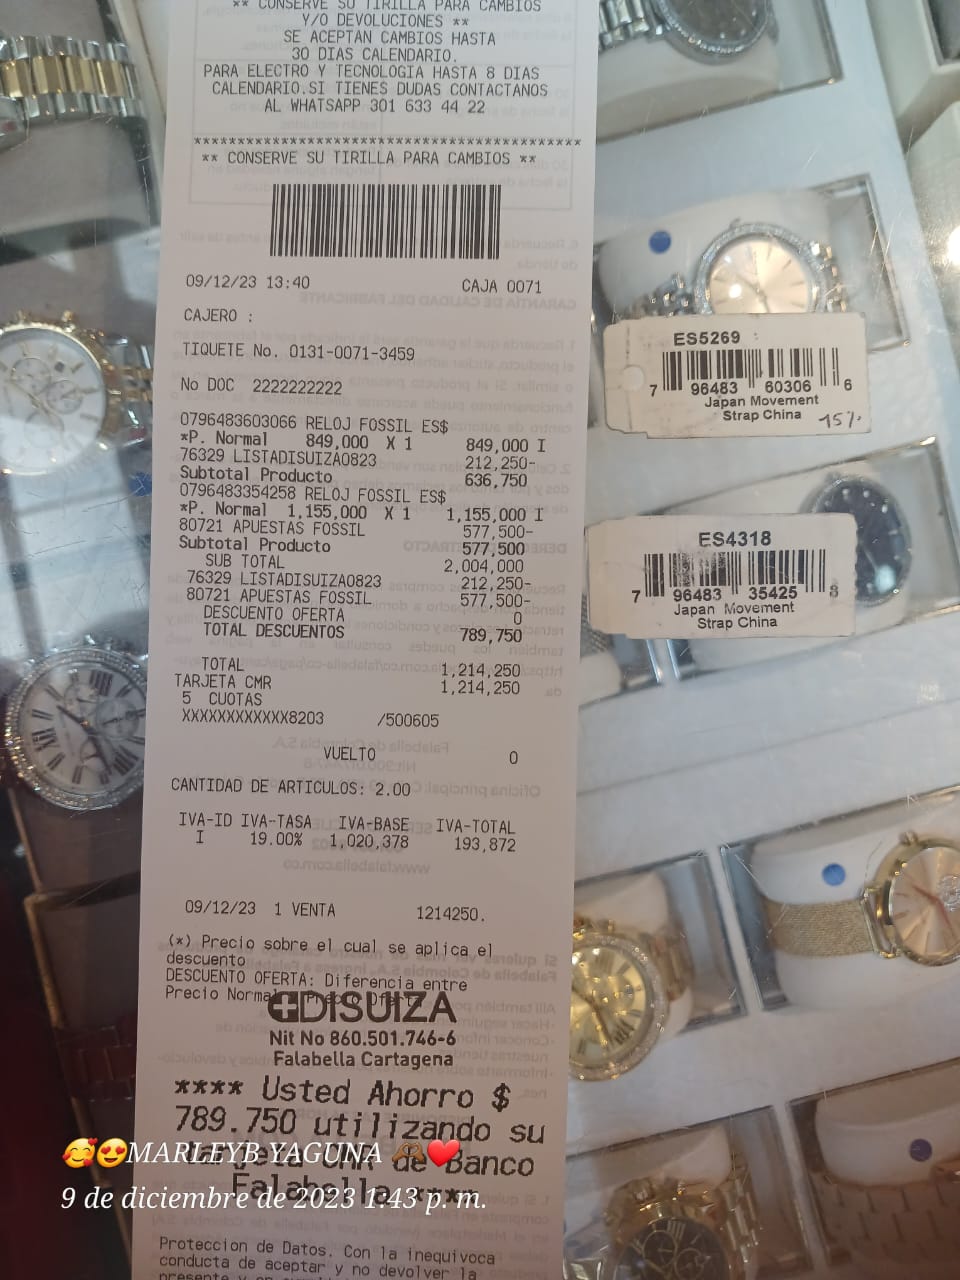 ** CONSERVE SU TIRILLA PARA CAMBIOS
Y/O DEVOLUCIONES **
SE ACEPTAN CAMBIOS HASTA
30 DIAS CALENDARIO.
PARA ELECTRO Y TECNOLOGIA HASTA 8 DIAS
CALENDARIO.SI TIENES DUDAS CONTACTANOS
AL WHATSAPP 301 633 44 22
*******************************************
** CONSERVE SU TIRILLA PARA CAMBIOS **
09/12/23 13:40 CAJA 0071
CAJERO :
TIQUETE No. 0131-0071-3459
No DOC 2222222222
0796483603066 RELOJ FOSSIL ES$
*P. Normal 849,000 X 1 849,000 I
76329 LISTADISUIZA0823 212,250-
Subtotal Producto 636,750
0796483354258 RELOJ FOSSIL ES$
*P. Normal 1,155,000 X 1 1,155,000 I
80721 APUESTAS FOSSIL 577,500-
Subtotal Producto 577,500
SUB TOTAL 2,004,000
76329 LISTADISUIZA0823 212,250-
80721 APUESTAS FOSSIL 577,500-
DESCUENTO OFERTA 0
TOTAL DESCUENTOS 789,750
TOTAL 1,214,250
TARJETA CMR 1,214,250
5 CUOTAS
XXXXXXXXXXXX8203 /500605
VUELTO 0
CANTIDAD DE ARTICULOS: 2.00
IVA-ID IVA-TASA IVA-BASE IVA-TOTAL
I 19.00% 1,020,378 193,872
09/12/23 1 VENTA 1214250.
(*) Precio sobre el cual se aplica el
descuento
DESCUENTO OFERTA: Diferencia entre
Precio Normal Precio Oferta
DISUIZA
Nit No 860.501.746-6
Falabella Cartagena
**** Usted Ahorro $
789.750 utilizando su
tarjeta CMR de Banco
Falabella ****
🥰😍MARLEYB YAGUNA 🫶🏽❤️
9 de diciembre de 2023 1:43 p. m.
Proteccion de Datos. Con la inequivoca
conducta de aceptar y no devolver la
ES5269
7 96483 60306 6
Japan Movement
Strap China
15%
ES4318
7 96483 35425 8
Japan Movement
Strap China